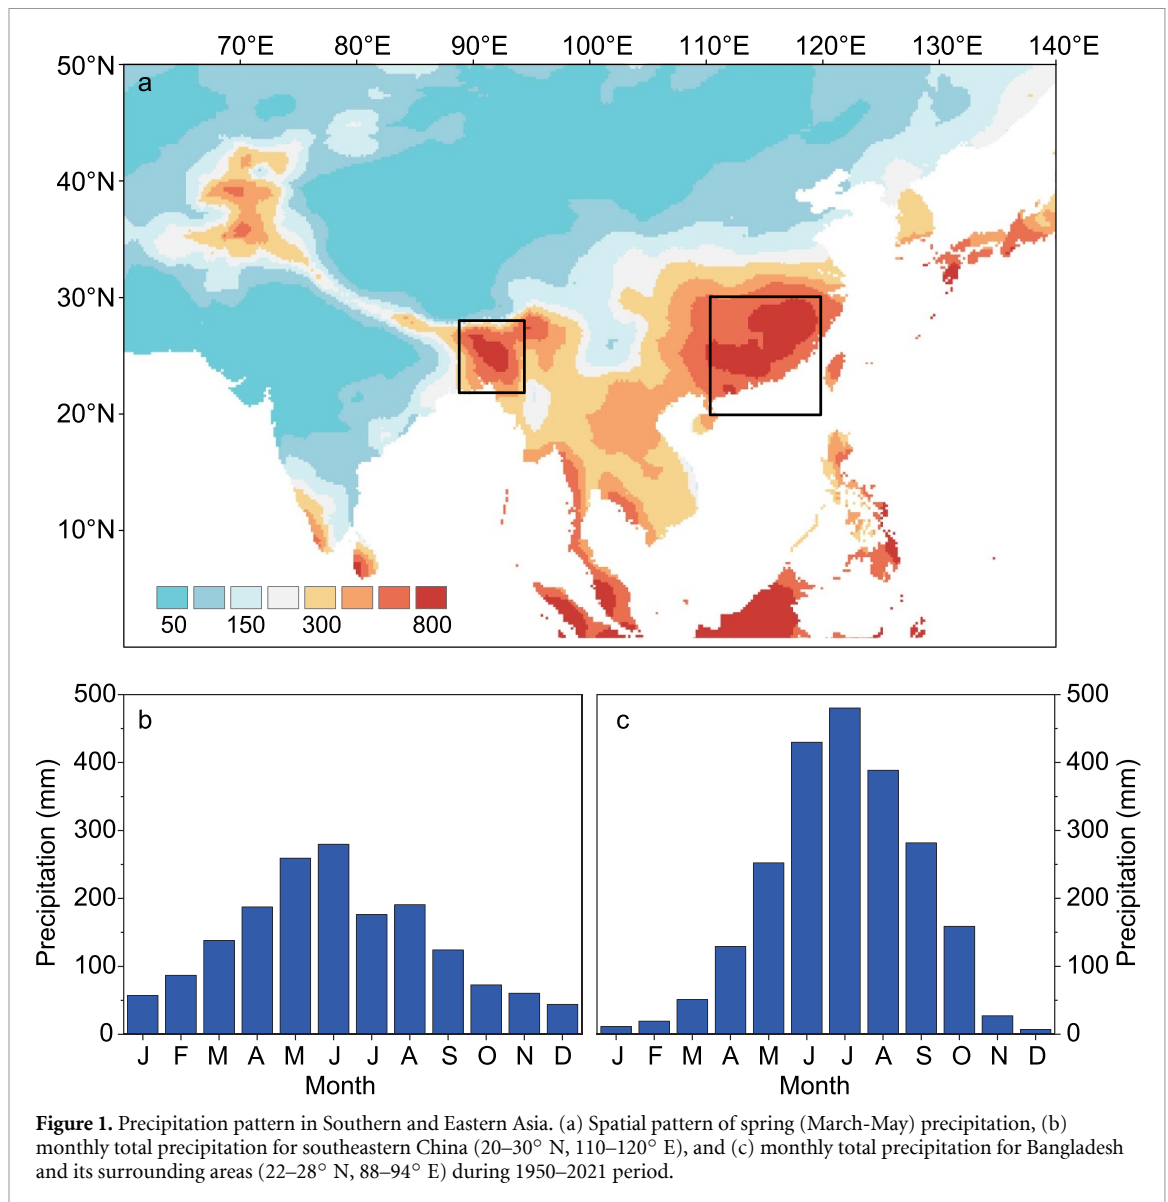 70°E 80°E 90°E 100°E 110°E 120°E 130°E 140°E
50°N
a
40°N
30°N
20°N
10°N
50 150 300 800
500 b c 500
400 400
300 300
200 200
100 100
0 0
Precipitation (mm)
Precipitation (mm)
J F M A M J J A S O N D J F M A M J J A S O N D
Month Month
Figure 1. Precipitation pattern in Southern and Eastern Asia. (a) Spatial pattern of spring (March-May) precipitation, (b)
monthly total precipitation for southeastern China (20–30° N, 110–120° E), and (c) monthly total precipitation for Bangladesh
and its surrounding areas (22–28° N, 88–94° E) during 1950–2021 period.